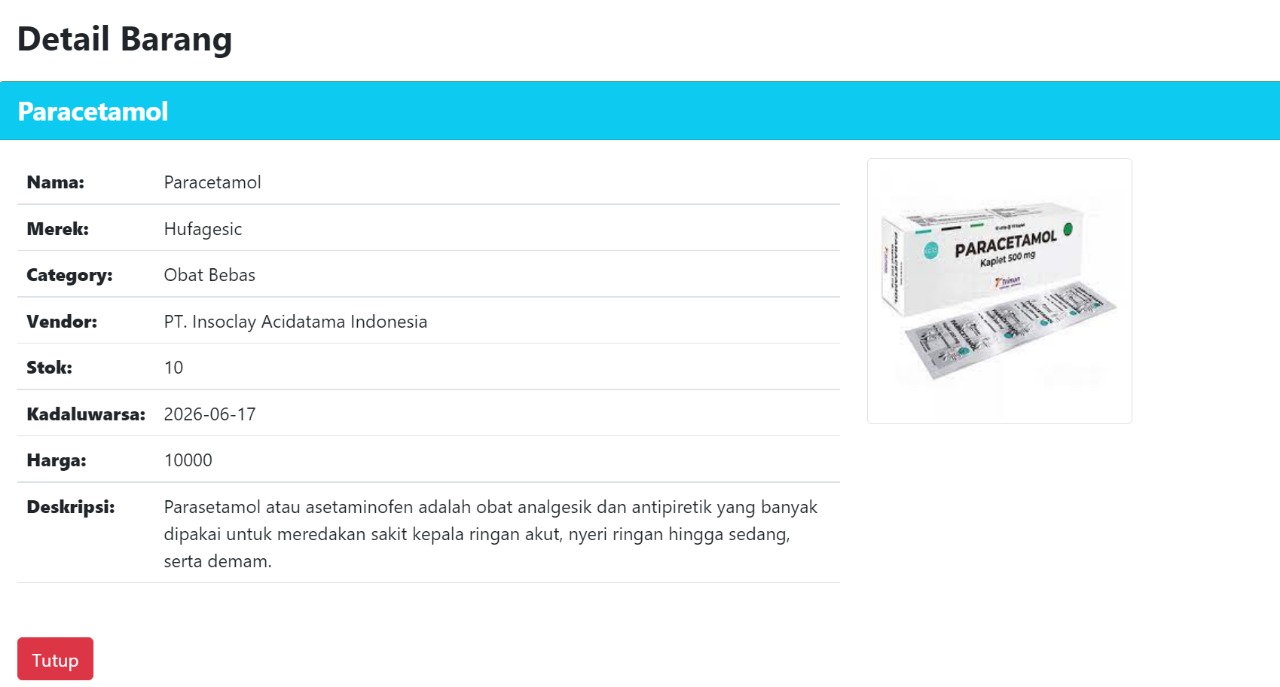 Detail Barang
Paracetamol
Nama: Paracetamol
Merek: Hufagesic
Category: Obat Bebas
Vendor: PT. Insoclay Acidatama Indonesia
Stok: 10
Kadaluwarsa: 2026-06-17
Harga: 10000
Deskripsi: Parasetamol atau asetaminofen adalah obat analgesik dan antipiretik yang banyak
dipakai untuk meredakan sakit kepala ringan akut, nyeri ringan hingga sedang,
serta demam.
PARACETAMOL
Kaplet 500 mg
PARACETAMOL
Tutup